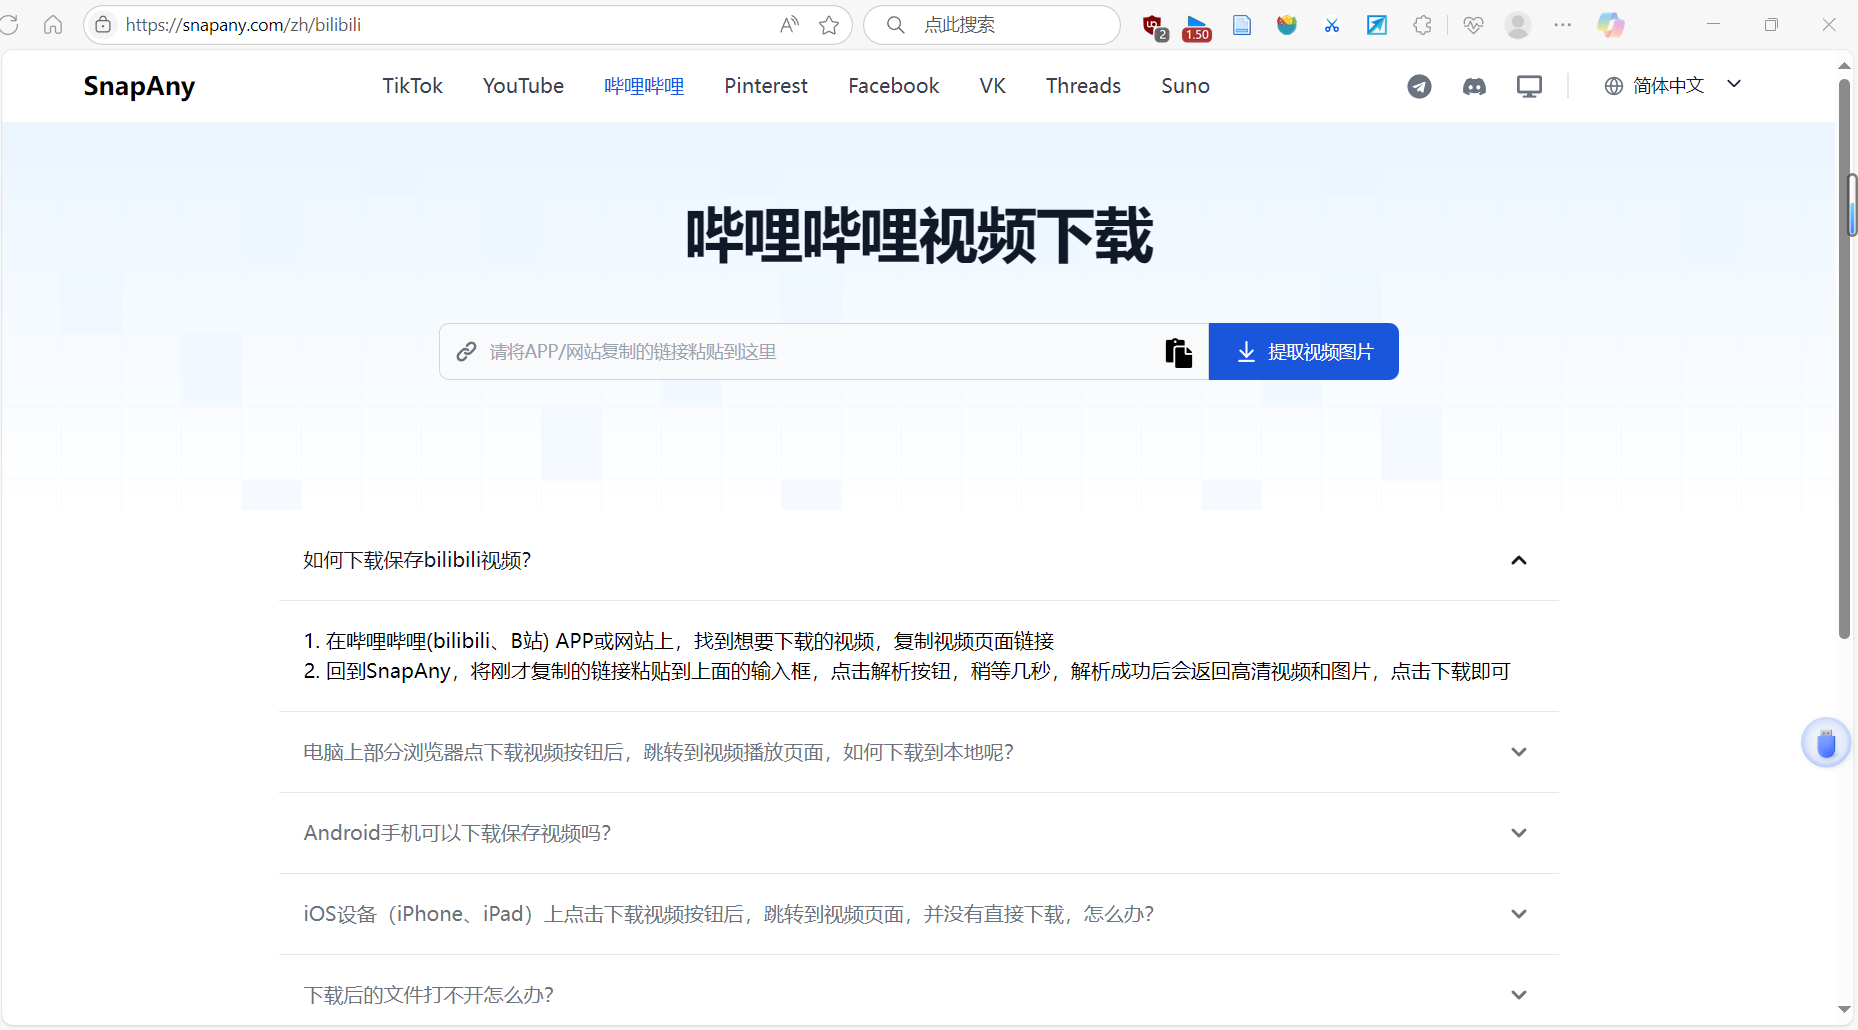 https://snapany.com/zh/bilibili
点此搜索
2
1.50
SnapAny
TikTok
YouTube
哔哩哔哩
Pinterest
Facebook
VK
Threads
Suno
简体中文
哔哩哔哩视频下载
请将APP/网站复制的链接粘贴到这里
提取视频图片
如何下载保存bilibili视频?
1. 在哔哩哔哩(bilibili、B站) APP或网站上，找到想要下载的视频，复制视频页面链接
2. 回到SnapAny，将刚才复制的链接粘贴到上面的输入框，点击解析按钮，稍等几秒，解析成功后会返回高清视频和图片，点击下载即可
电脑上部分浏览器点下载视频按钮后，跳转到视频播放页面，如何下载到本地呢?
Android手机可以下载保存视频吗?
iOS设备（iPhone、iPad）上点击下载视频按钮后，跳转到视频页面，并没有直接下载，怎么办?
下载后的文件打不开怎么办?